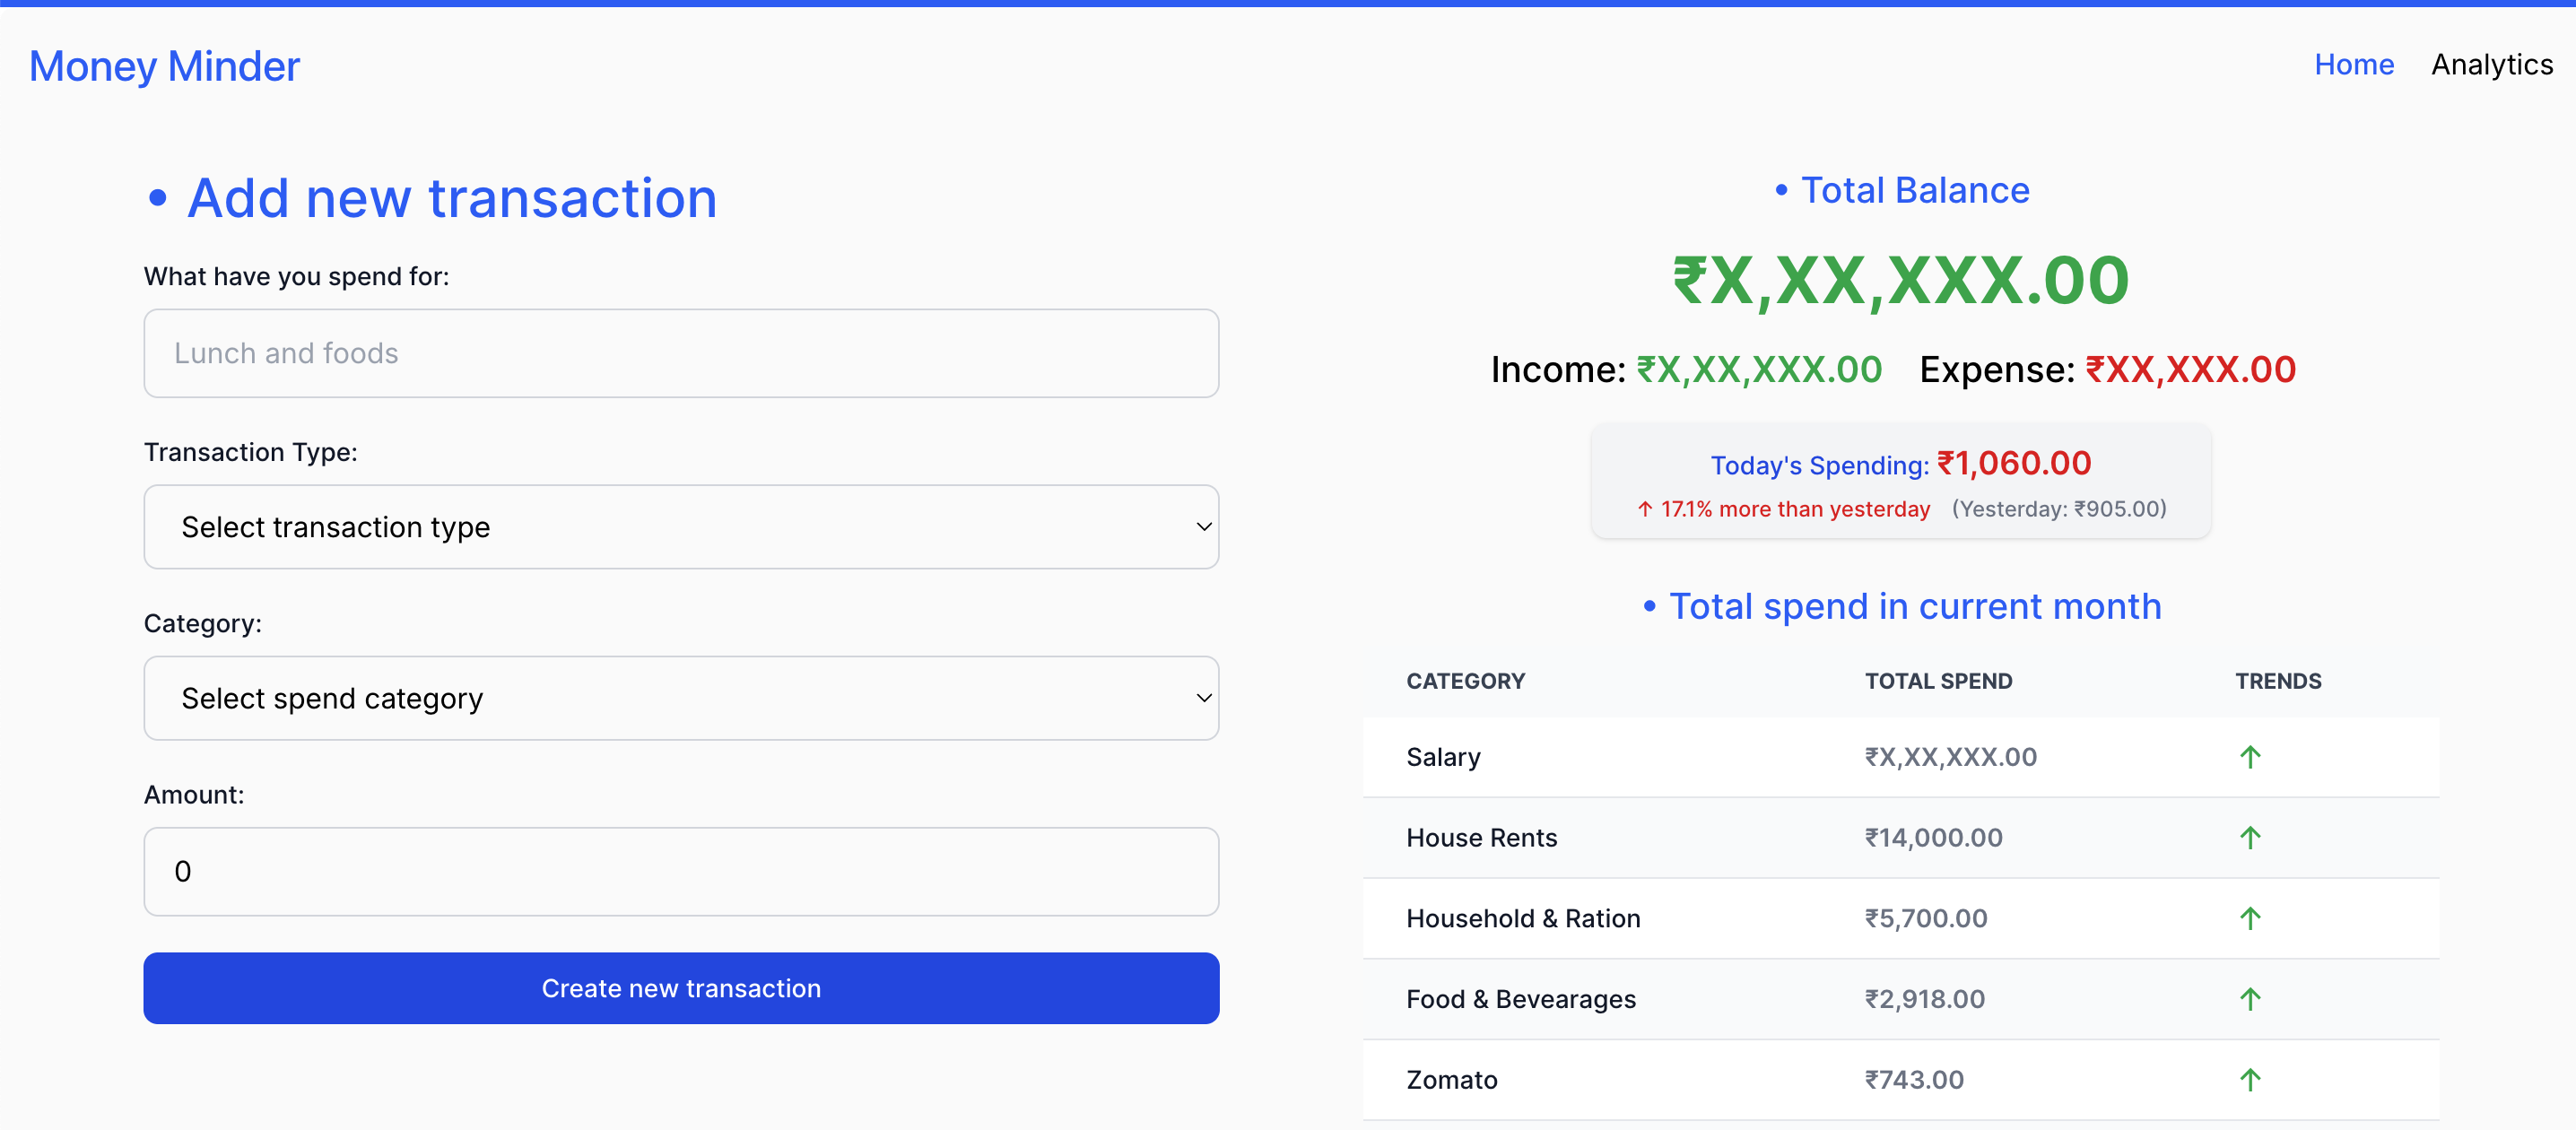 Money Minder
Home Analytics
• Add new transaction
What have you spend for:
Lunch and foods
Transaction Type:
Select transaction type
Category:
Select spend category
Amount:
0
Create new transaction
• Total Balance
₹X,XX,XXX.00
Income: ₹X,XX,XXX.00 Expense: ₹XX,XXX.00
Today's Spending: ₹1,060.00
↑ 17.1% more than yesterday (Yesterday: ₹905.00)
• Total spend in current month
CATEGORY TOTAL SPEND TRENDS
Salary ₹X,XX,XXX.00 ↑
House Rents ₹14,000.00 ↑
Household & Ration ₹5,700.00 ↑
Food & Bevearages ₹2,918.00 ↑
Zomato ₹743.00 ↑